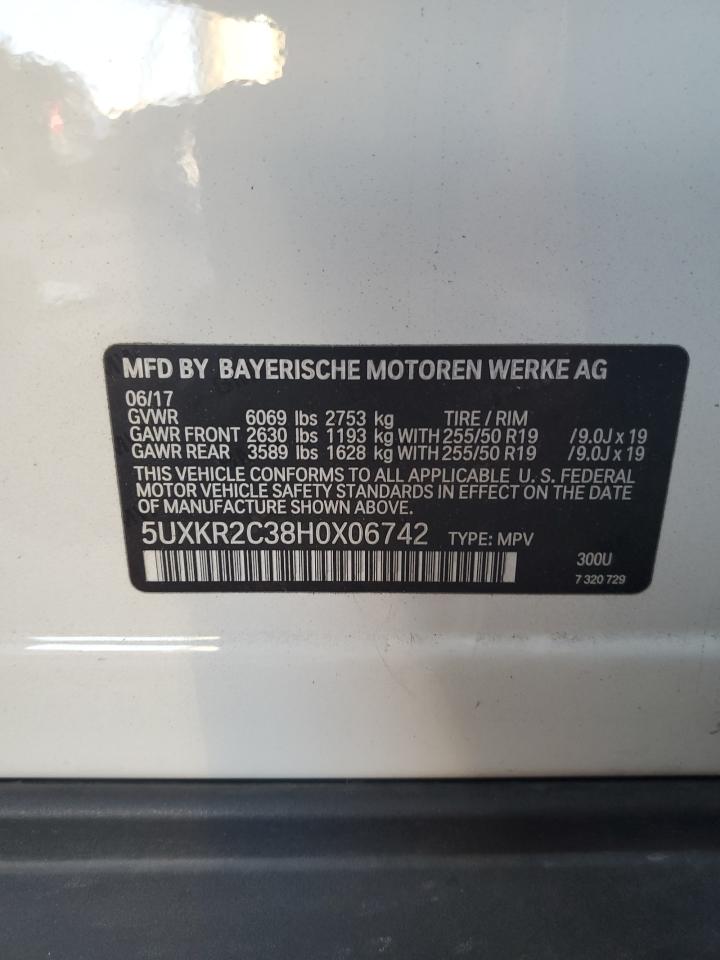 MFD BY BAYERISCHE MOTOREN WERKE AG
06/17
GVWR 6069 lbs 2753 kg TIRE / RIM
GAWR FRONT 2630 lbs 1193 kg WITH 255/50 R19 /9.0J x 19
GAWR REAR 3589 lbs 1628 kg WITH 255/50 R19 /9.0J x 19
THIS VEHICLE CONFORMS TO ALL APPLICABLE U. S. FEDERAL
MOTOR VEHICLE SAFETY STANDARDS IN EFFECT ON THE DATE
OF MANUFACTURE SHOWN ABOVE.
5UXKR2C38H0X06742 TYPE: MPV
300U
7 320 729